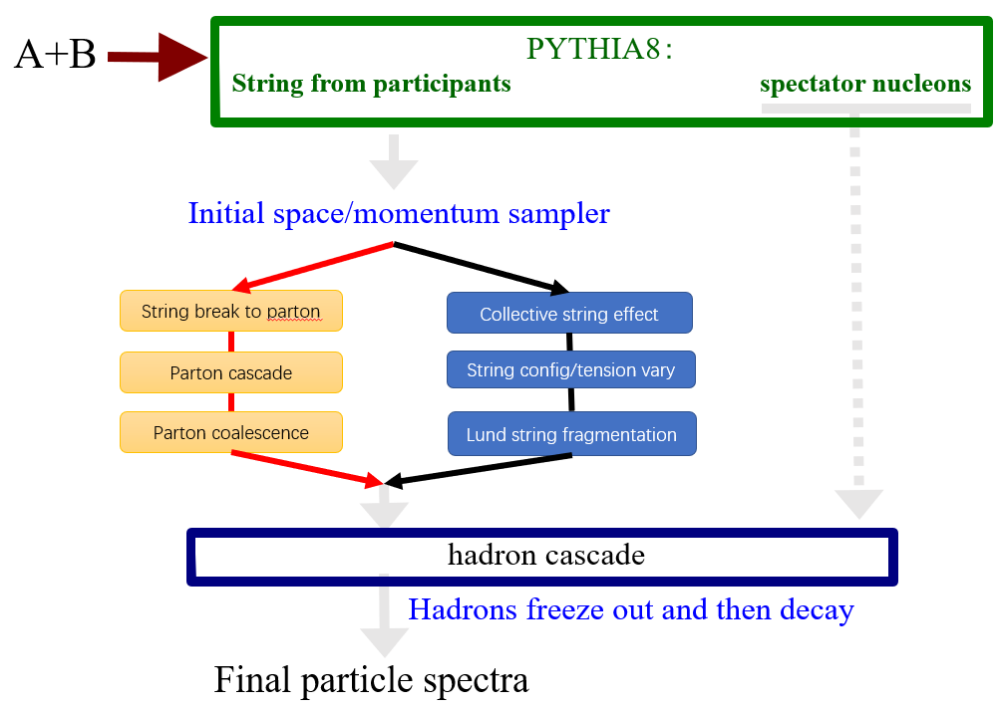 A+B
PYTHIA8：
String from participants
spectator nucleons
Initial space/momentum sampler
String break to parton
Collective string effect
Parton cascade
String config/tension vary
Parton coalescence
Lund string fragmentation
hadron cascade
Hadrons freeze out and then decay
Final particle spectra